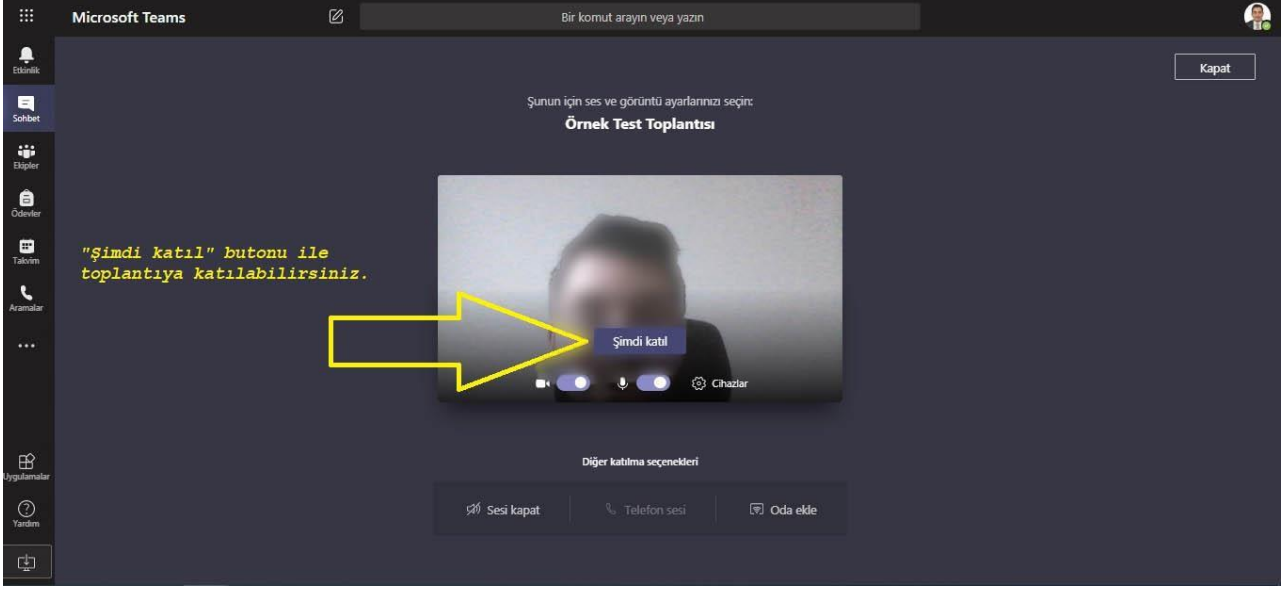 Microsoft Teams
Bir komut arayın veya yazın
Etkinlik
Sohbet
Ekipler
Ödevler
Takvim
Aramalar
Uygulamalar
Yardım
Kapat
Şunun için ses ve görüntü ayarlarınızı seçin:
Örnek Test Toplantısı
"Şimdi katıl" butonu ile
toplantıya katılabilirsiniz.
Şimdi katıl
Cihazlar
Diğer katılma seçenekleri
Sesi kapat
Telefon sesi
Oda ekle